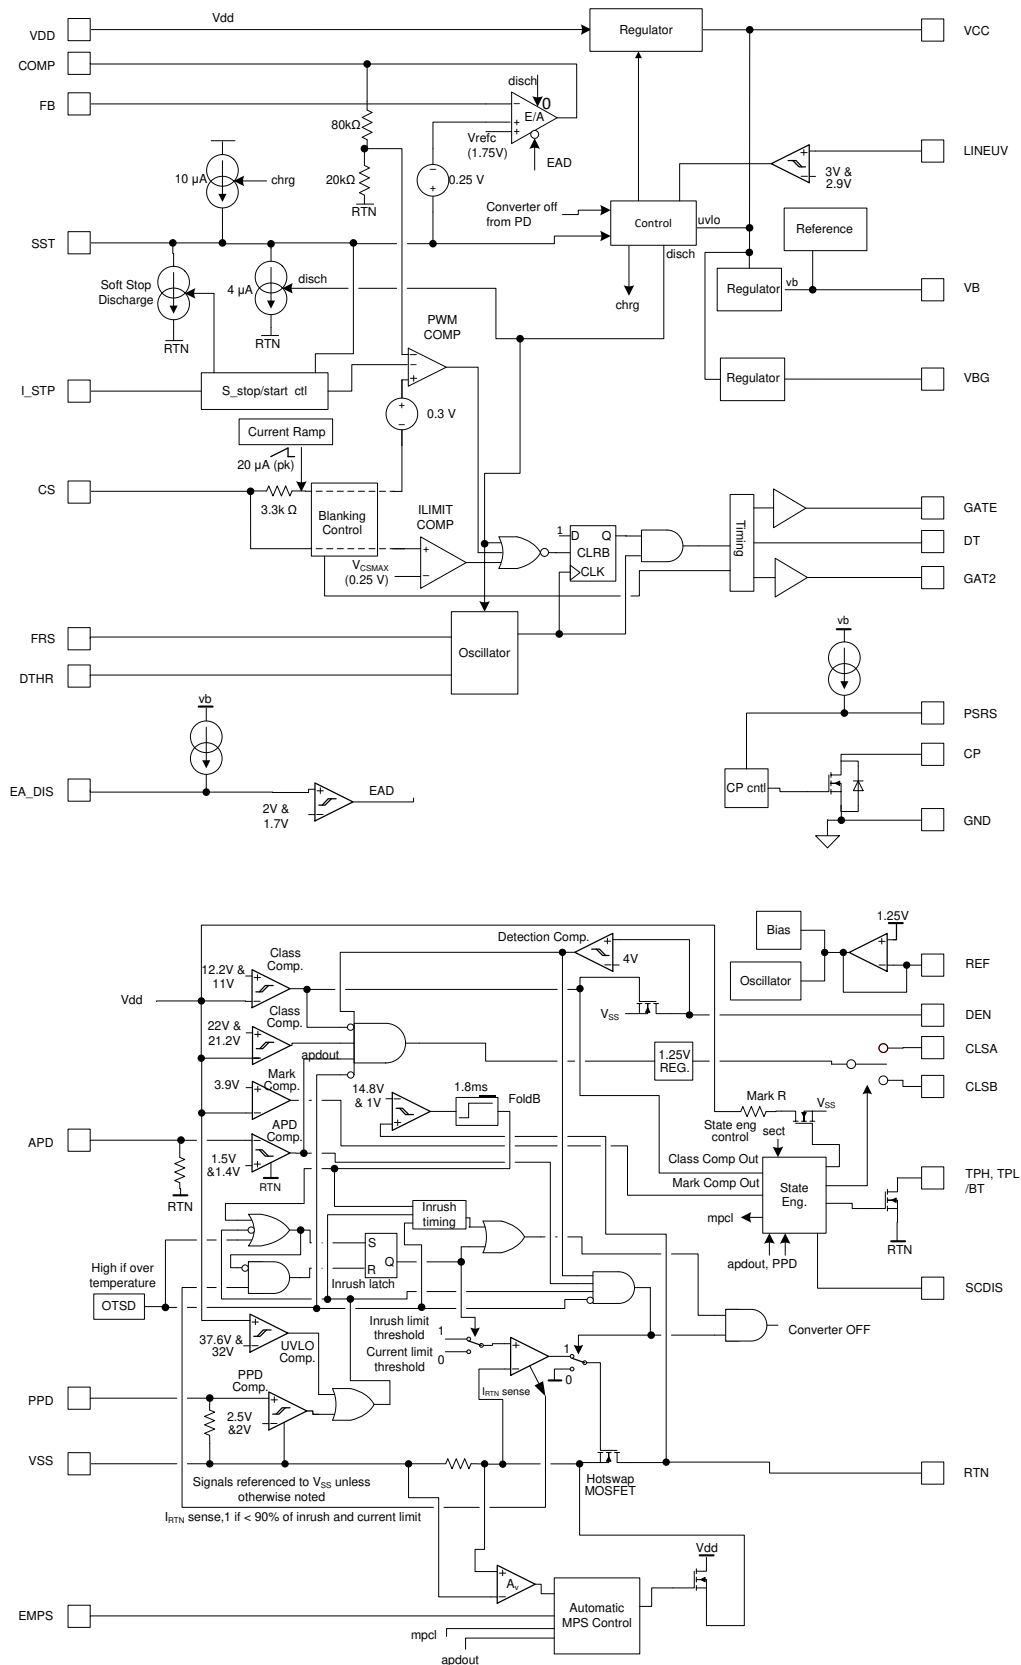 Vdd
VDD
Regulator
VCC
COMP
disch
FB
0
E/A
80kΩ
Vrefc
(1.75V)
EAD
LINEUV
3V &
2.9V
10 µA
chrg
20kΩ
RTN
0.25 V
Converter off
from PD
Control
uvlo
disch
Reference
SST
Soft Stop
Discharge
4 µA
disch
chrg
Regulator
vb
VB
RTN
RTN
PWM
COMP
I_STP
S_stop/start ctl
Regulator
VBG
0.3 V
Current Ramp
20 µA (pk)
CS
3.3k Ω
Blanking
Control
ILIMIT
COMP
VCSMAX
(0.25 V)
1
D
Q
CLRB
CLK
Timing
GATE
DT
GAT2
FRS
Oscillator
DTHR
vb
PSRS
vb
CP
CP cntl
EA_DIS
2V &
1.7V
EAD
GND
1.25V
Bias
Detection Comp.
4V
Oscillator
REF
Class
Comp.
12.2V &
11V
Vdd
VSS
DEN
Class
Comp.
22V &
21.2V
apdout
1.25V
REG.
CLSA
CLSB
Mark
Comp.
3.9V
14.8V
& 1V
1.8ms
FoldB
Mark R
VSS
State eng
control
sect
APD
APD
Comp.
1.5V
&1.4V
RTN
RTN
Class Comp Out
Mark Comp Out
State
Eng.
TPH, TPL
/BT
mpcl
RTN
apdout, PPD
Inrush
timing
S
R
Q
Inrush latch
High if over
temperature
OTSD
SCDIS
37.6V &
32V
UVLO
Comp.
Inrush limit
threshold
1
Current limit
threshold
0
1
0
Converter OFF
PPD
PPD
Comp.
2.5V
&2V
IRTN sense
VSS
Signals referenced to VSS unless
otherwise noted
Hotswap
MOSFET
RTN
IRTN sense,1 if < 90% of inrush and current limit
Vdd
Av
EMPS
Automatic
MPS Control
mpcl
apdout